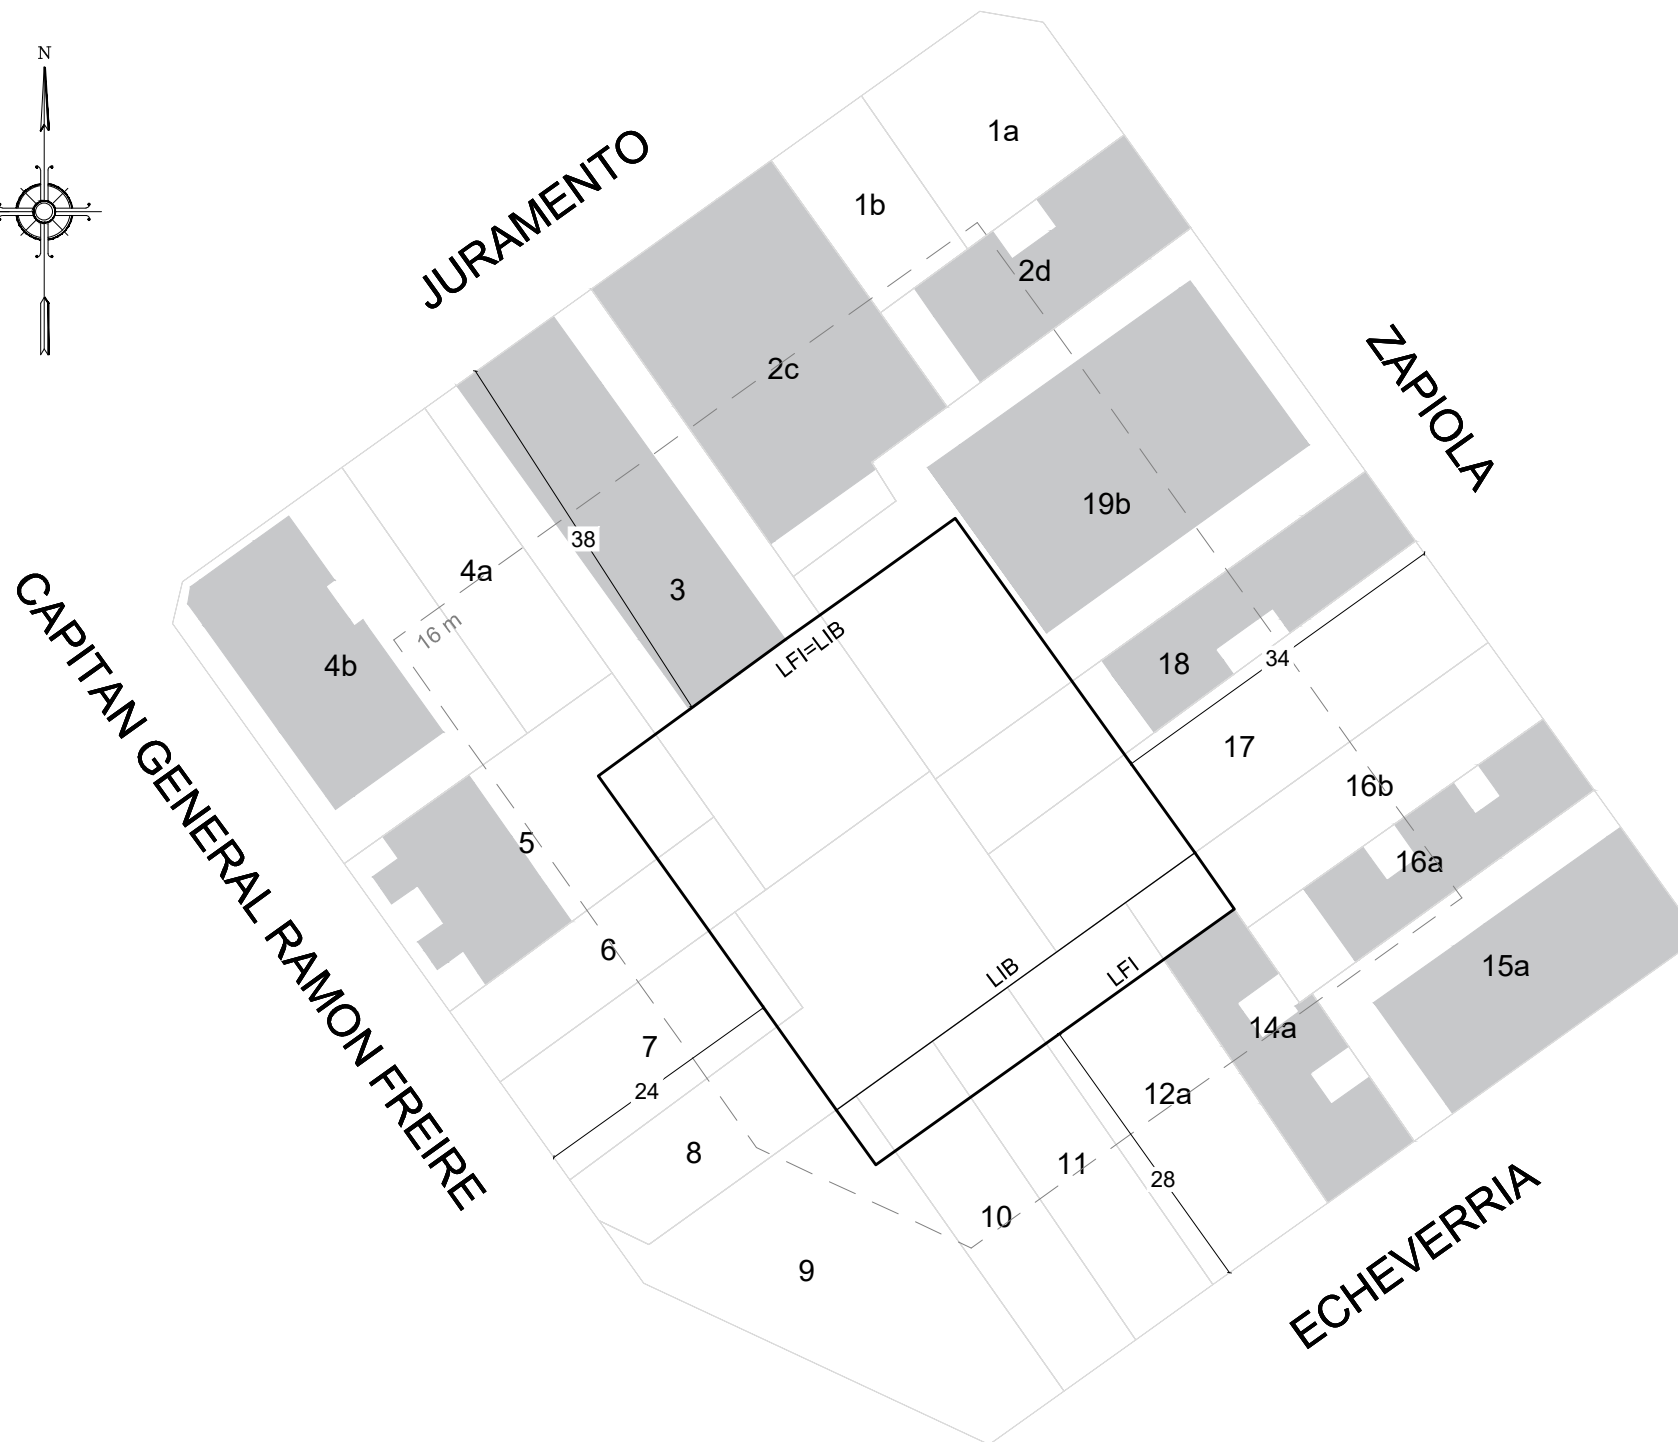 N
JURAMENTO
1a
1b
2d
2c
ZAPIOLA
19b
38
4a
3
CAPITAN GENERAL RAMON FREIRE
16 m
LFI=LIB
4b
18
34
17
16b
5
16a
6
LIB
LFI
15a
14a
7
24
12a
8
11
28
10
9
ECHEVERRIA